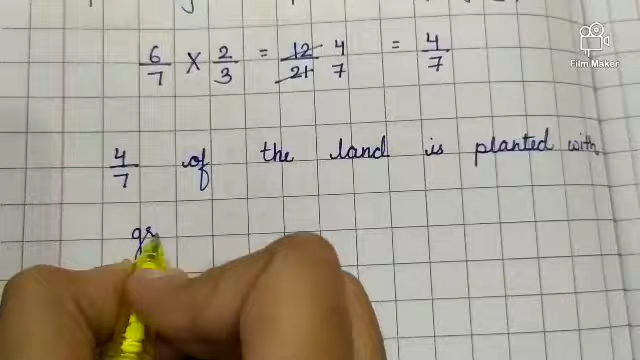 Film Maker
6/7 × 2/3 = 12/21 4/7 = 4/7
4/7 of the land is planted with